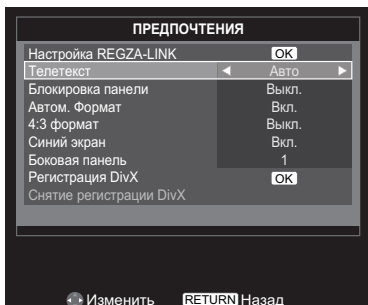 ПРЕДПОЧТЕНИЯ
Настройка REGZA-LINK OK
Телетекст ◀ Авто ▶
Блокировка панели Выкл.
Автом. Формат Вкл.
4:3 формат Выкл.
Синий экран Вкл.
Боковая панель 1
Регистрация DivX OK
Снятие регистрации DivX
Изменить RETURN Назад